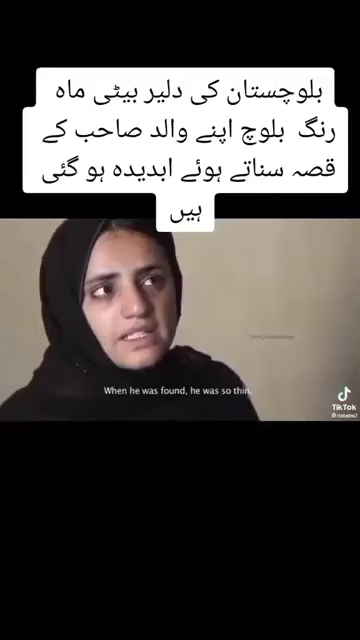 بلوچستان کی دلیر بیٹی ماہ
رنگ بلوچ اپنے والد صاحب کے
قصہ سناتے ہوئے ابدیدہ ہو گئی
ہیں
When he was found, he was so thin.
TikTok